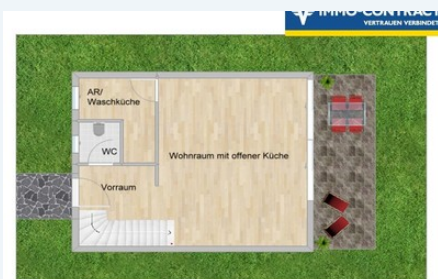 IMMO-CONTRACT
VERTRAUEN VERBINDET
AR/
Waschküche
WC
Wohnraum mit offener Küche
Vorraum